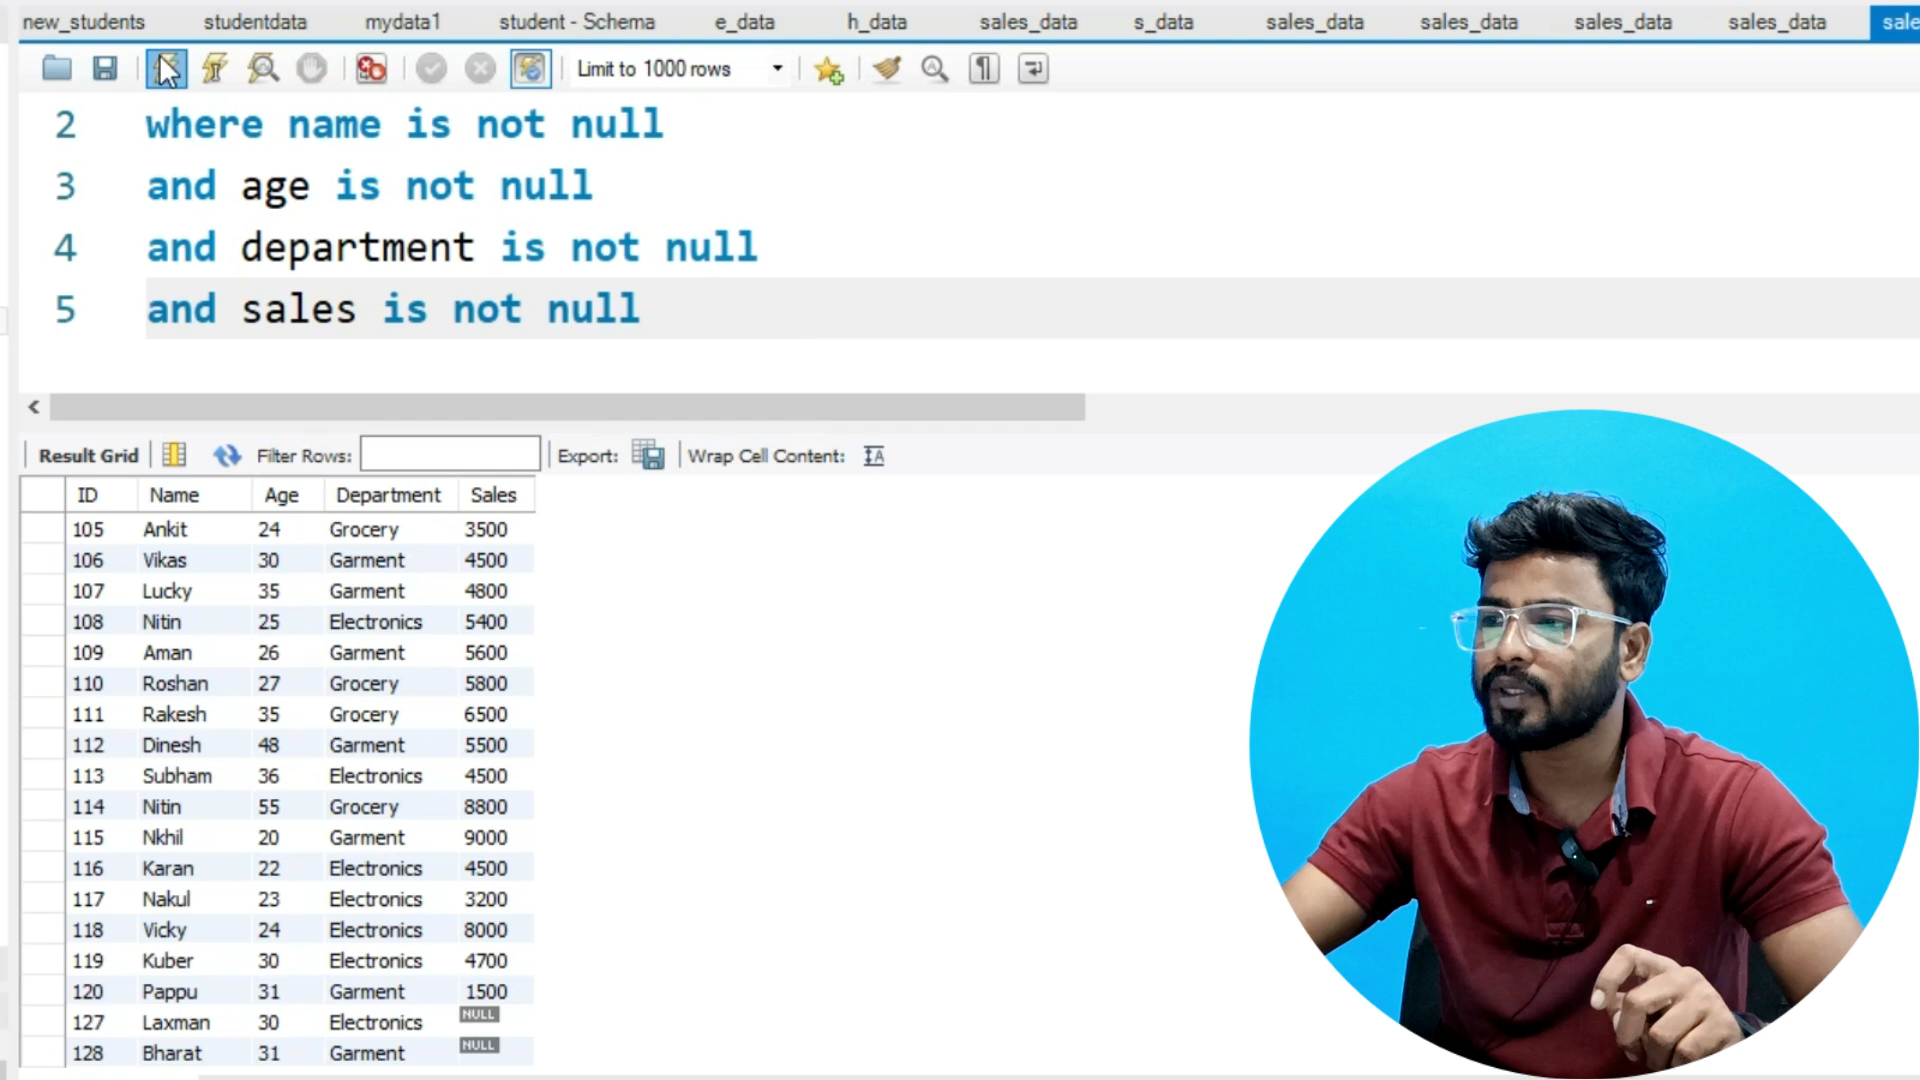 new_students studentdata mydata1 student - Schema e_data h_data sales_data s_data sales_data sales_data sales_data sales_data sale
Limit to 1000 rows
2 where name is not null
3 and age is not null
4 and department is not null
5 and sales is not null
Result Grid Filter Rows: Export: Wrap Cell Content: IA
ID Name Age Department Sales
105 Ankit 24 Grocery 3500
106 Vikas 30 Garment 4500
107 Lucky 35 Garment 4800
108 Nitin 25 Electronics 5400
109 Aman 26 Garment 5600
110 Roshan 27 Grocery 5800
111 Rakesh 35 Grocery 6500
112 Dinesh 48 Garment 5500
113 Subham 36 Electronics 4500
114 Nitin 55 Grocery 8800
115 Nkhil 20 Garment 9000
116 Karan 22 Electronics 4500
117 Nakul 23 Electronics 3200
118 Vicky 24 Electronics 8000
119 Kuber 30 Electronics 4700
120 Pappu 31 Garment 1500
127 Laxman 30 Electronics NULL
128 Bharat 31 Garment NULL